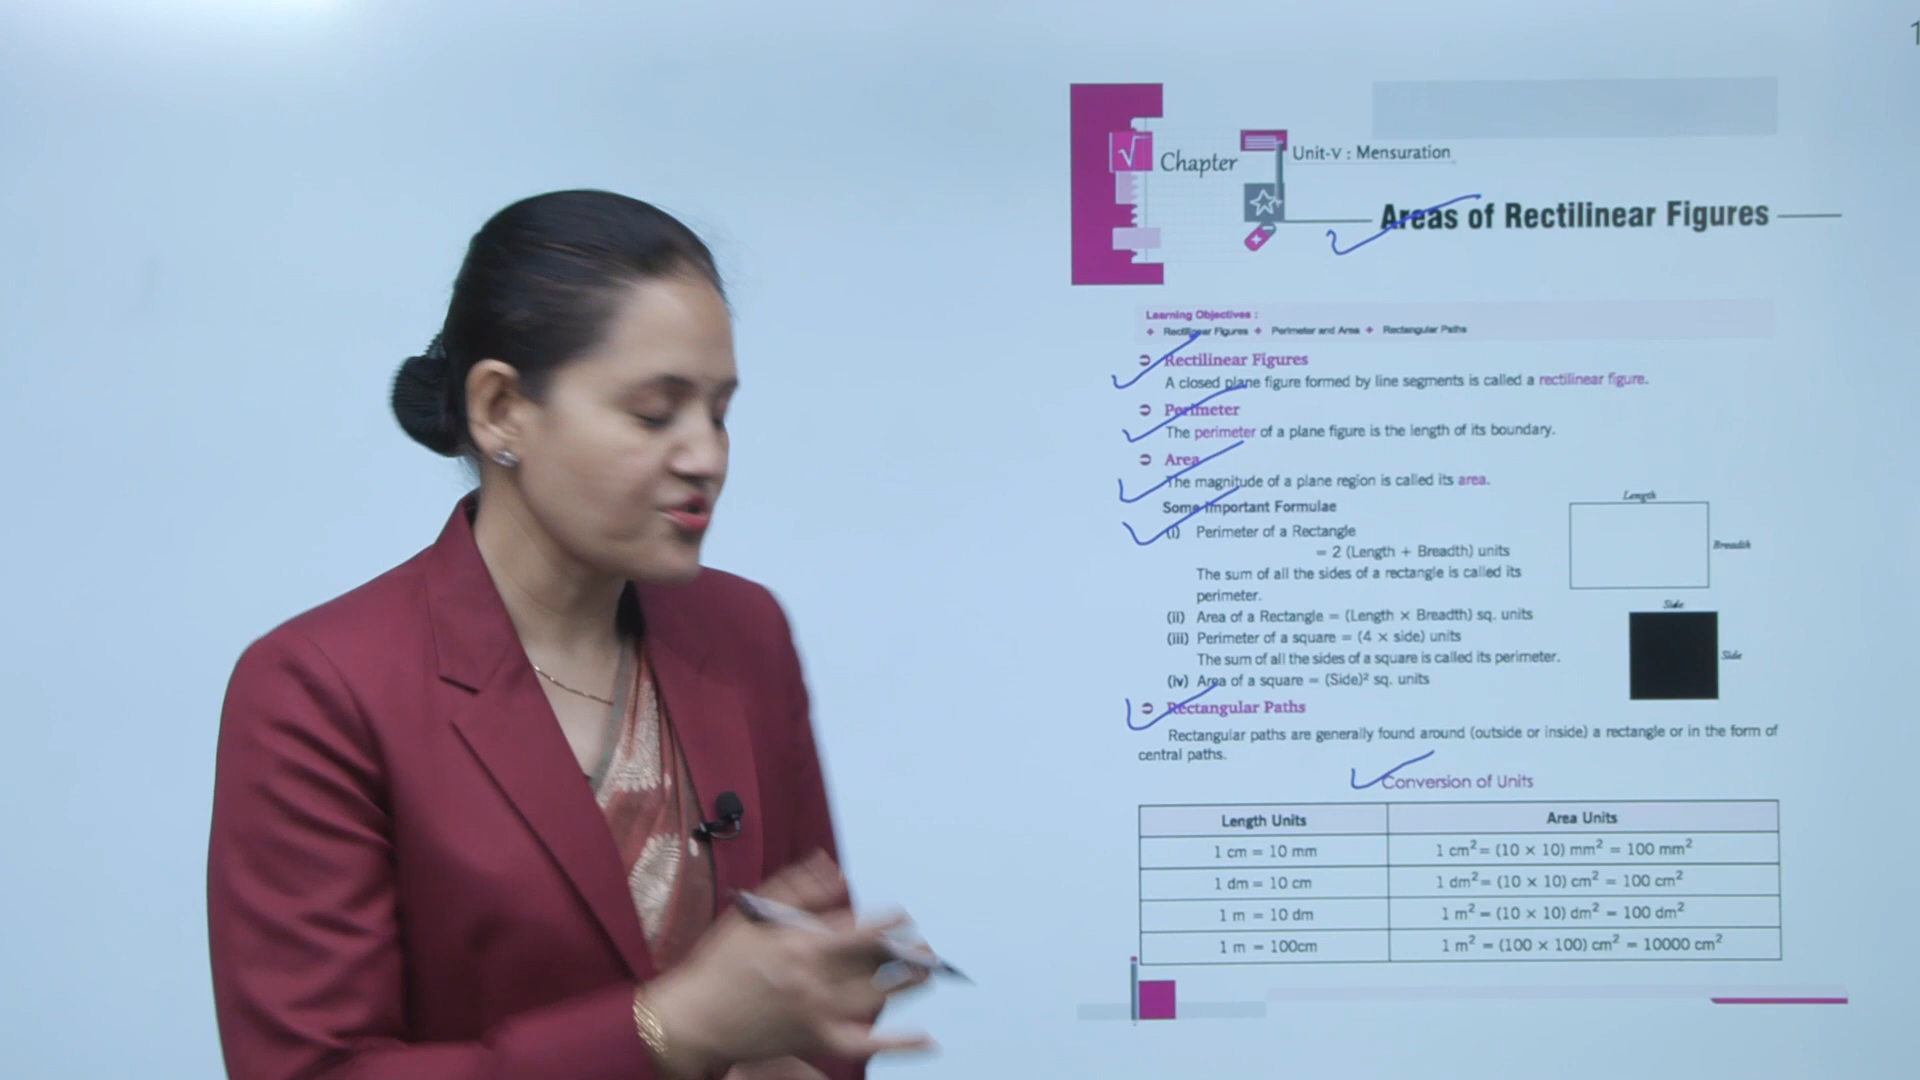 1
√ Chapter
Unit-V : Mensuration
Areas of Rectilinear Figures
Learning Objectives :
Rectilinear Figures Perimeter and Area Rectangular Paths
Rectilinear Figures
A closed plane figure formed by line segments is called a rectilinear figure.
Perimeter
The perimeter of a plane figure is the length of its boundary.
Area
The magnitude of a plane region is called its area.
Some Important Formulae
(i) Perimeter of a Rectangle
= 2 (Length + Breadth) units
The sum of all the sides of a rectangle is called its
perimeter.
(ii) Area of a Rectangle = (Length × Breadth) sq. units
(iii) Perimeter of a square = (4 × side) units
The sum of all the sides of a square is called its perimeter.
(iv) Area of a square = (Side)² sq. units
Length
Breadth
Side
Side
Rectangular Paths
Rectangular paths are generally found around (outside or inside) a rectangle or in the form of
central paths.
Conversion of Units
Length Units Area Units
1 cm = 10 mm 1 cm² = (10 × 10) mm² = 100 mm²
1 dm = 10 cm 1 dm² = (10 × 10) cm² = 100 cm²
1 m = 10 dm 1 m² = (10 × 10) dm² = 100 dm²
1 m = 100cm 1 m² = (100 × 100) cm² = 10000 cm²